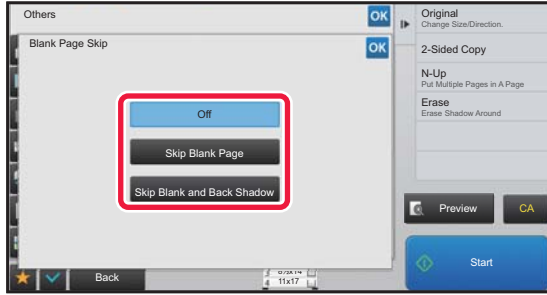 Others
OK
Blank Page Skip
OK
Off
Skip Blank Page
Skip Blank and Back Shadow
Back
4 11x17
Original
Change Size/Direction.
2-Sided Copy
N-Up
Put Multiple Pages in A Page
Erase
Erase Shadow Around
Preview
CA
Start